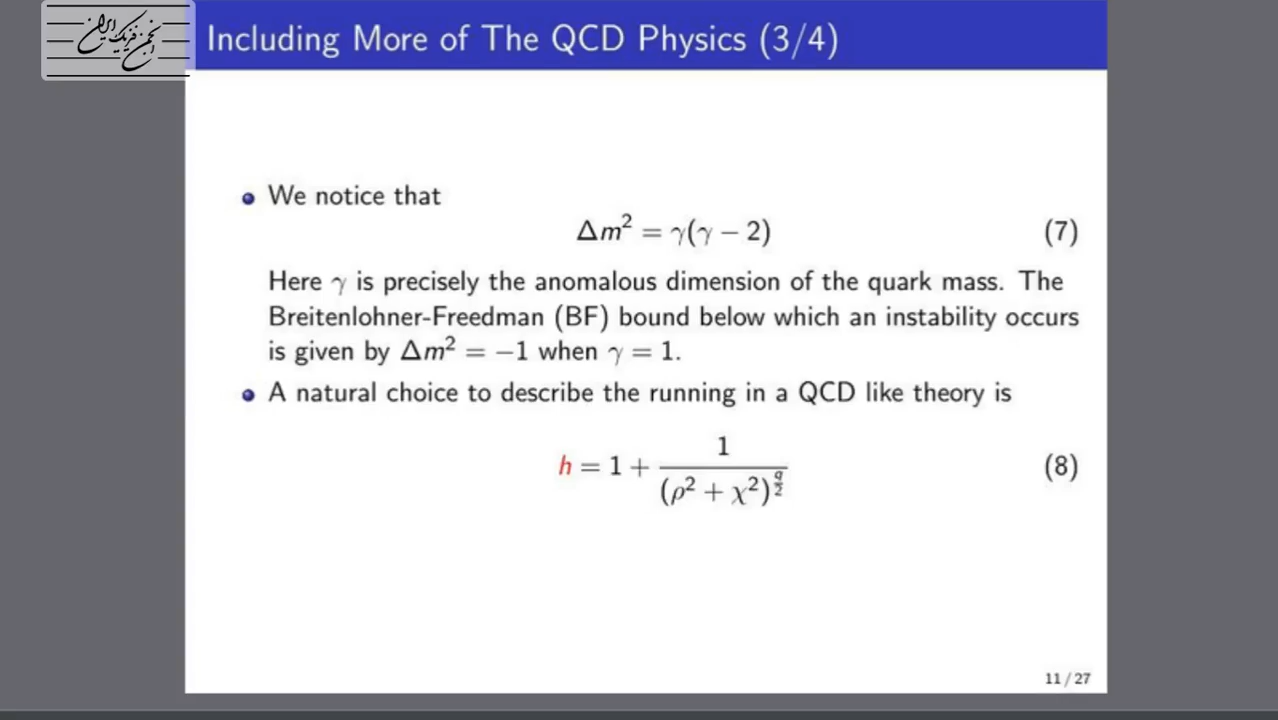 انجمن فیزیک ایران
Including More of The QCD Physics (3/4)
We notice that
Δm² = γ(γ − 2) (7)
Here γ is precisely the anomalous dimension of the quark mass. The
Breitenlohner-Freedman (BF) bound below which an instability occurs
is given by Δm² = −1 when γ = 1.
A natural choice to describe the running in a QCD like theory is
h = 1 + 1 / (ρ² + χ²)^(q/2) (8)
11 / 27